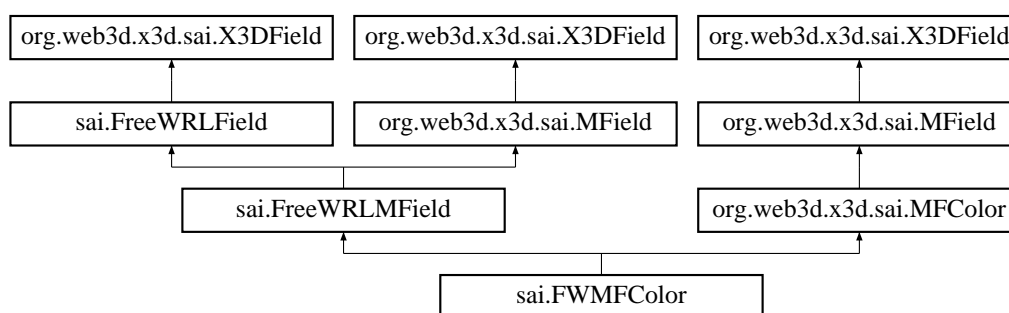 org.web3d.x3d.sai.X3DField org.web3d.x3d.sai.X3DField org.web3d.x3d.sai.X3DField
sai.FreeWRLField org.web3d.x3d.sai.MField org.web3d.x3d.sai.MField
sai.FreeWRLMField org.web3d.x3d.sai.MFColor
sai.FWMFColor